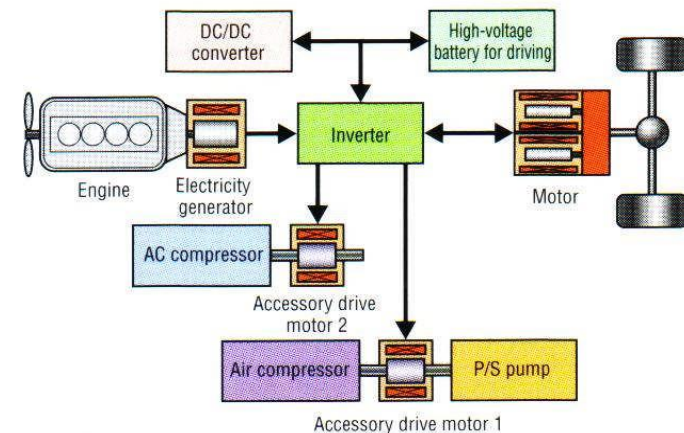 DC/DC
converter
High-voltage
battery for driving
Inverter
Engine
Electricity
generator
Motor
AC compressor
Accessory drive
motor 2
Air compressor
P/S pump
Accessory drive motor 1